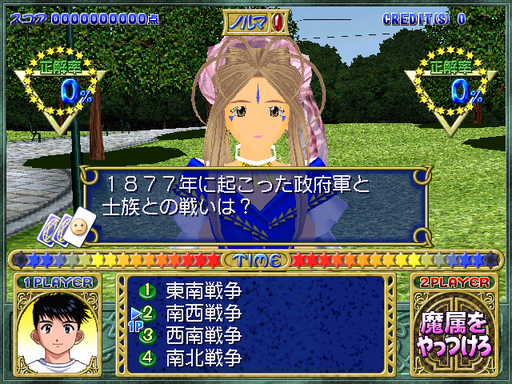 スコア 0000000000点
ノルマ
CREDIT(S) 0
正解率
0%
正解率
0%
1877年に起こった政府軍と
士族との戦いは?
TIME
1PLAYER
2PLAYER
1 東南戦争
2 南西戦争
1P
3 西南戦争
4 南北戦争
魔属を
やっつけろ